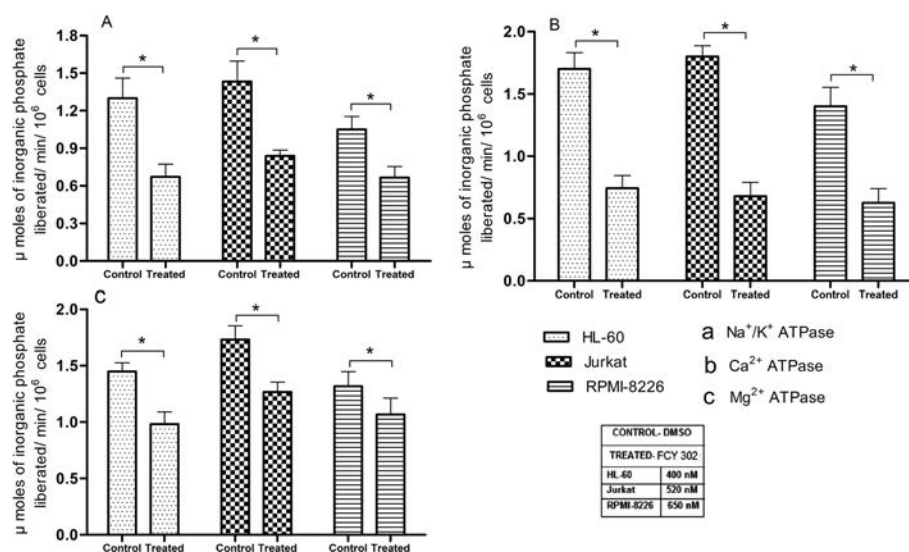 A
μ moles of inorganic phosphate
liberated/ min/ 10⁶ cells
1.8
1.5
1.2
0.9
0.6
0.3
0.0
*
*
*
Control Treated Control Treated Control Treated
B
μ moles of inorganic phosphate
liberated/ min/ 10⁶ cells
2.0
1.5
1.0
0.5
0.0
*
*
*
Control Treated Control Treated Control Treated
C
μ moles of inorganic phosphate
liberated/ min/ 10⁶ cells
2.0
1.5
1.0
0.5
0.0
*
*
*
Control Treated Control Treated Control Treated
HL-60
Jurkat
RPMI-8226
a Na⁺/K⁺ ATPase
b Ca²⁺ ATPase
c Mg²⁺ ATPase
CONTROL- DMSO
TREATED- FCY 302
HL-60 400 nM
Jurkat 520 nM
RPMI-8226 650 nM